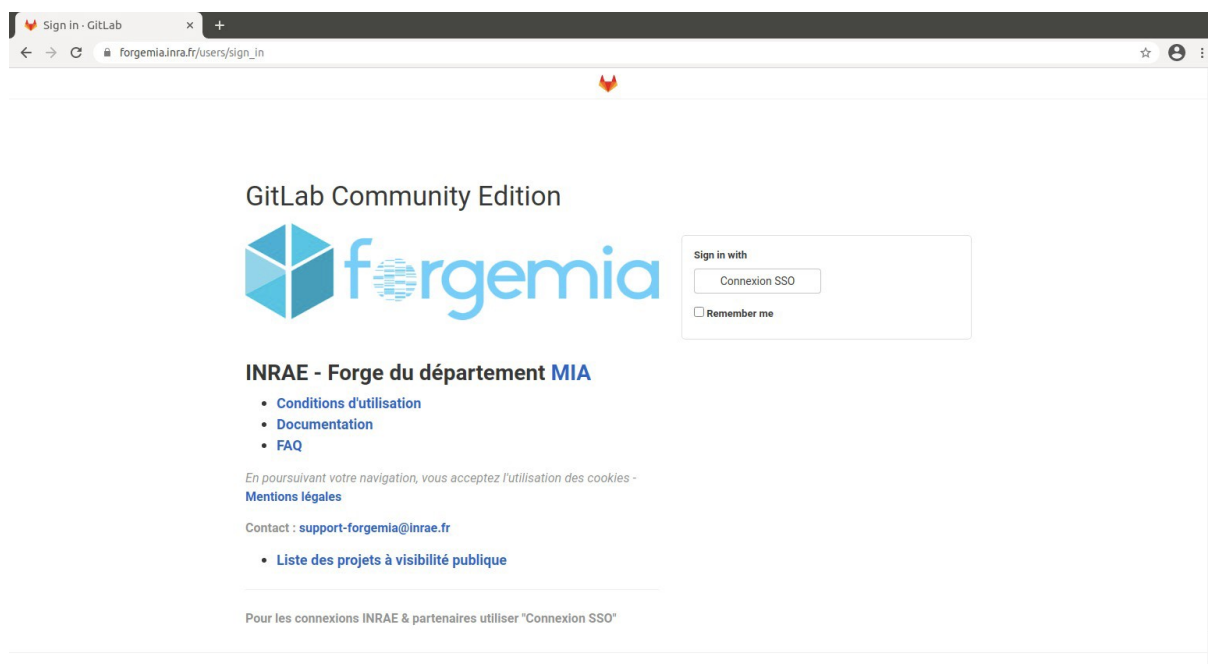 Sign in · GitLab
forgemia.inra.fr/users/sign_in
GitLab Community Edition
forgemia
Sign in with
Connexion SSO
Remember me
INRAE - Forge du département MIA
Conditions d'utilisation
Documentation
FAQ
En poursuivant votre navigation, vous acceptez l'utilisation des cookies -
Mentions légales
Contact : support-forgemia@inrae.fr
Liste des projets à visibilité publique
Pour les connexions INRAE & partenaires utiliser "Connexion SSO"